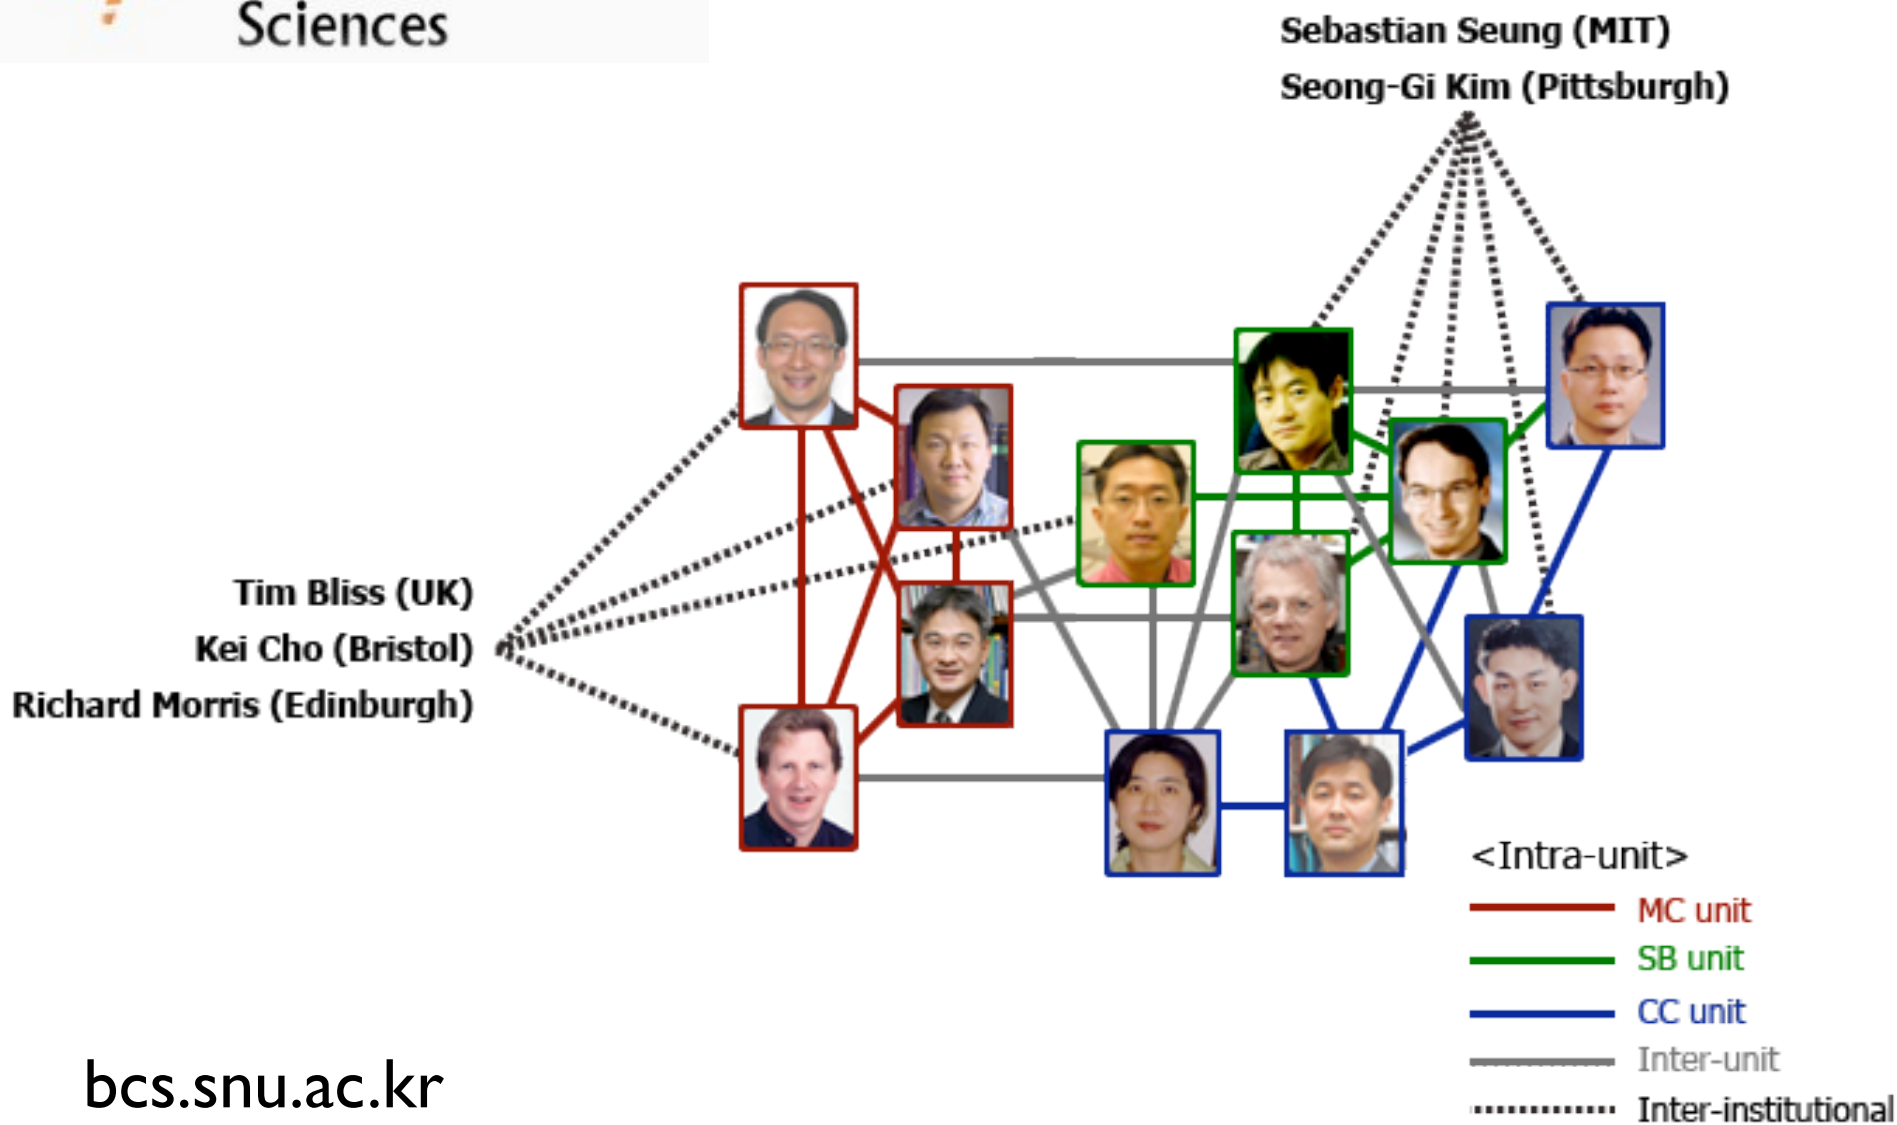 Sciences
Sebastian Seung (MIT)
Seong-Gi Kim (Pittsburgh)
Tim Bliss (UK)
Kei Cho (Bristol)
Richard Morris (Edinburgh)
<Intra-unit>
MC unit
SB unit
CC unit
Inter-unit
Inter-institutional
bcs.snu.ac.kr